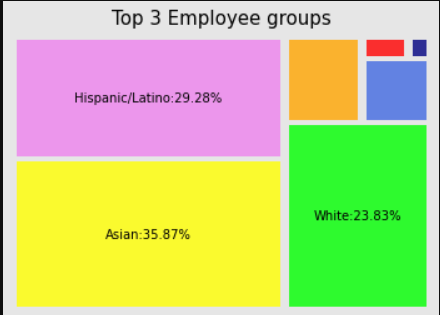 Top 3 Employee groups
Hispanic/Latino:29.28%
Asian:35.87%
White:23.83%